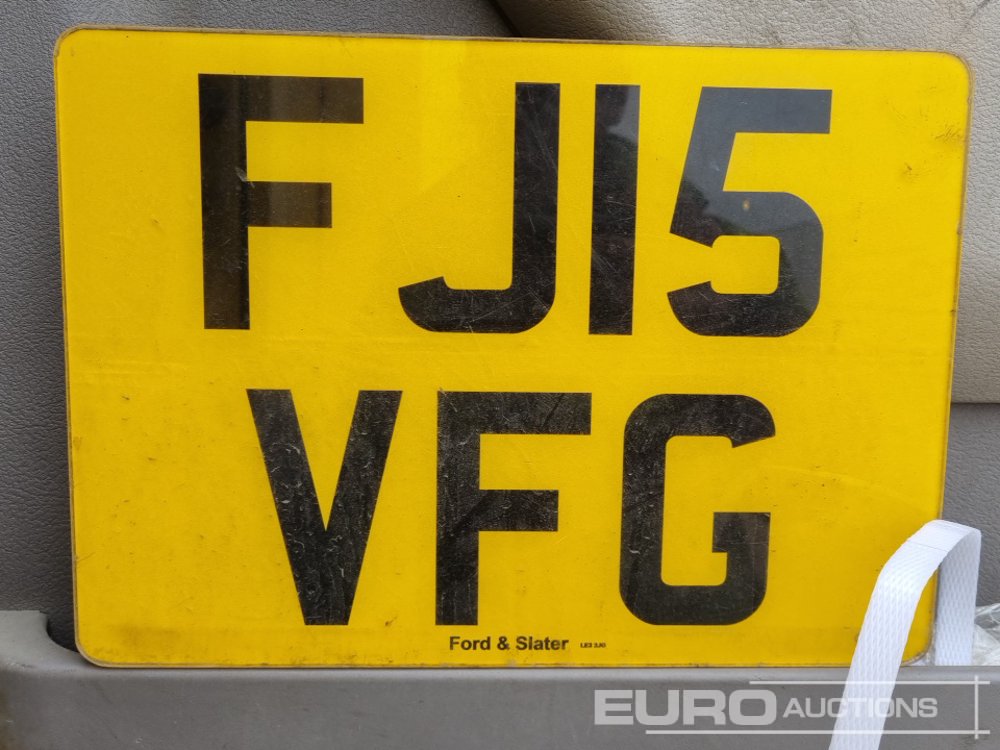 FJ15
VFG
Ford & Slater
EURO AUCTIONS